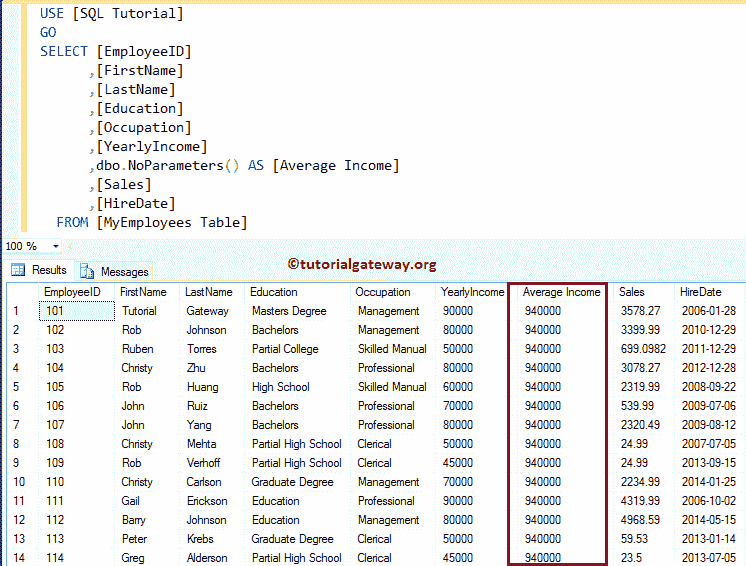 USE [SQL Tutorial]
GO
SELECT [EmployeeID]
,[FirstName]
,[LastName]
,[Education]
,[Occupation]
,[YearlyIncome]
,dbo.NoParameters() AS [Average Income]
,[Sales]
,[HireDate]
FROM [MyEmployees Table]
100 %
©tutorialgateway.org
Results Messages
EmployeeID FirstName LastName Education Occupation YearlyIncome Average Income Sales HireDate
1 101 Tutorial Gateway Masters Degree Management 90000 940000 3578.27 2006-01-28
2 102 Rob Johnson Bachelors Management 80000 940000 3399.99 2010-12-29
3 103 Ruben Torres Partial College Skilled Manual 50000 940000 699.0982 2011-12-29
4 104 Christy Zhu Bachelors Professional 80000 940000 3078.27 2012-12-28
5 105 Rob Huang High School Skilled Manual 60000 940000 2319.99 2008-09-22
6 106 John Ruiz Bachelors Professional 70000 940000 539.99 2009-07-06
7 107 John Yang Bachelors Professional 80000 940000 2320.49 2009-08-12
8 108 Christy Mehta Partial High School Clerical 50000 940000 24.99 2007-07-05
9 109 Rob Verhoff Partial High School Clerical 45000 940000 24.99 2013-09-15
10 110 Christy Carlson Graduate Degree Management 70000 940000 2234.99 2014-01-25
11 111 Gail Erickson Education Professional 90000 940000 4319.99 2006-10-02
12 112 Barry Johnson Education Management 80000 940000 4968.59 2014-05-15
13 113 Peter Krebs Graduate Degree Clerical 50000 940000 59.53 2013-01-14
14 114 Greg Alderson Partial High School Clerical 45000 940000 23.5 2013-07-05